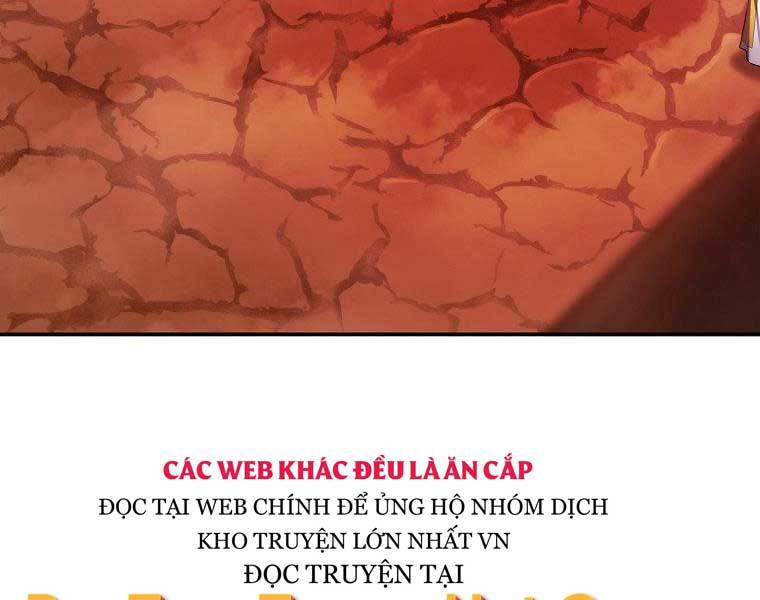 CÁC WEB KHÁC ĐỀU LÀ ĂN CẮP
ĐỌC TẠI WEB CHÍNH ĐỂ ỦNG HỘ NHÓM DỊCH
KHO TRUYỆN LỚN NHẤT VN
ĐỌC TRUYỆN TẠI